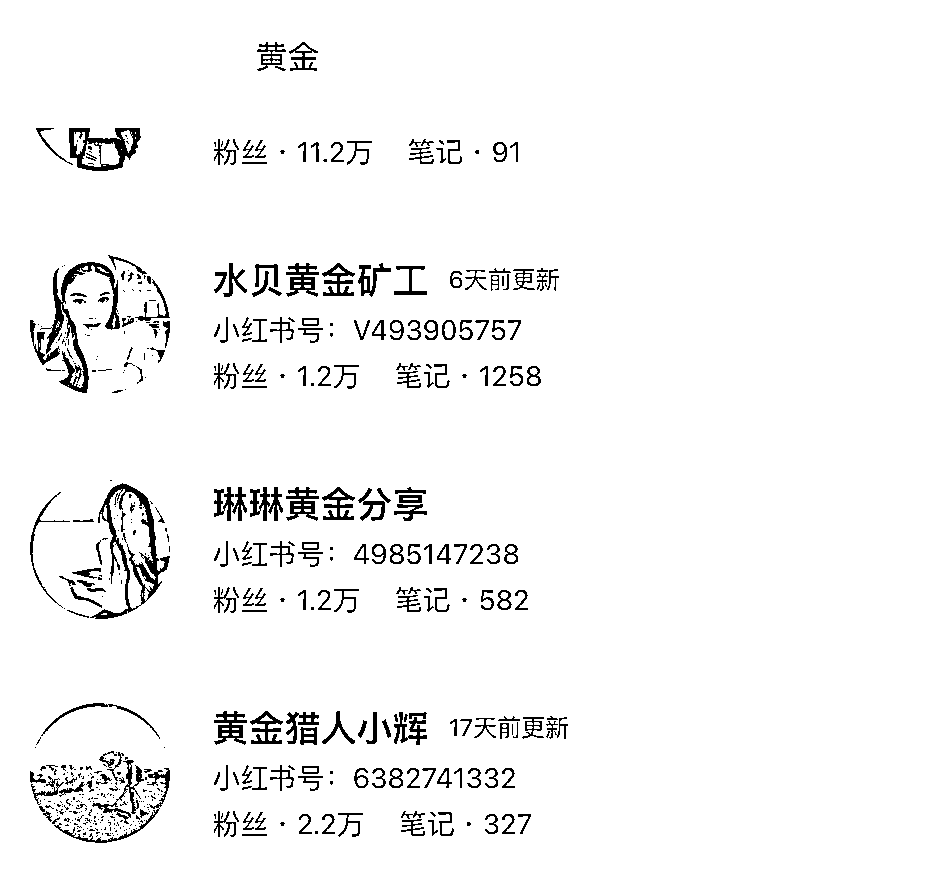 黄金
粉丝 · 11.2万 笔记 · 91
水贝黄金矿工 6天前更新
小红书号：V493905757
粉丝 · 1.2万 笔记 · 1258
琳琳黄金分享
小红书号：4985147238
粉丝 · 1.2万 笔记 · 582
黄金猎人小辉 17天前更新
小红书号：6382741332
粉丝 · 2.2万 笔记 · 327